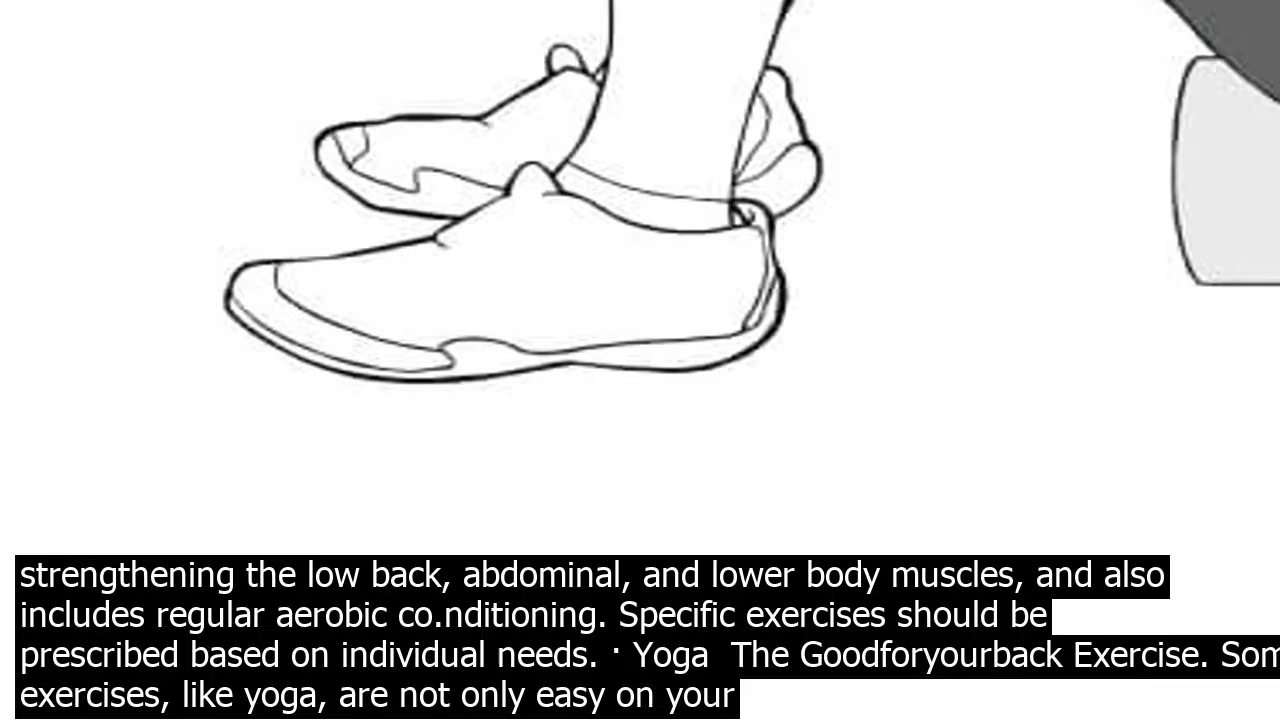 strengthening the low back, abdominal, and lower body muscles, and also
includes regular aerobic co.nditioning. Specific exercises should be
prescribed based on individual needs. · Yoga  The Goodforyourback Exercise. Som
exercises, like yoga, are not only easy on your